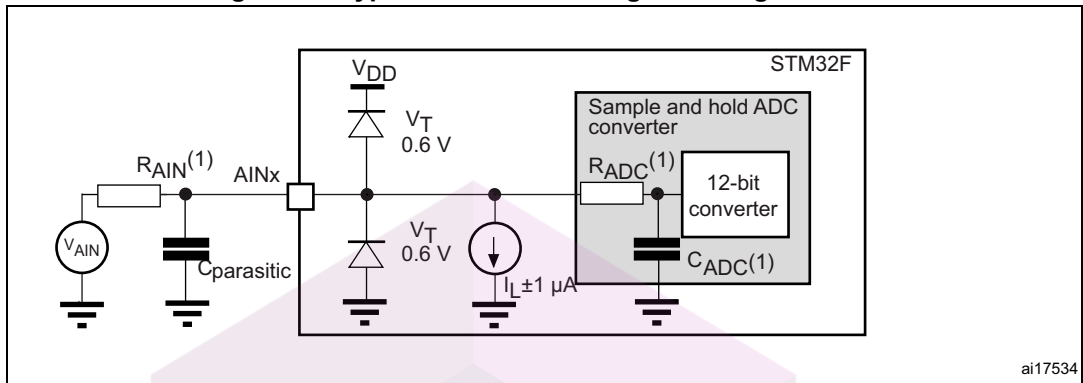 STM32F
VDD
VT
0.6 V
Sample and hold ADC
converter
RAIN(1)
AINx
RADC(1)
12-bit
converter
VAIN
Cparasitic
VT
0.6 V
IL±1 µA
CADC(1)
ai17534